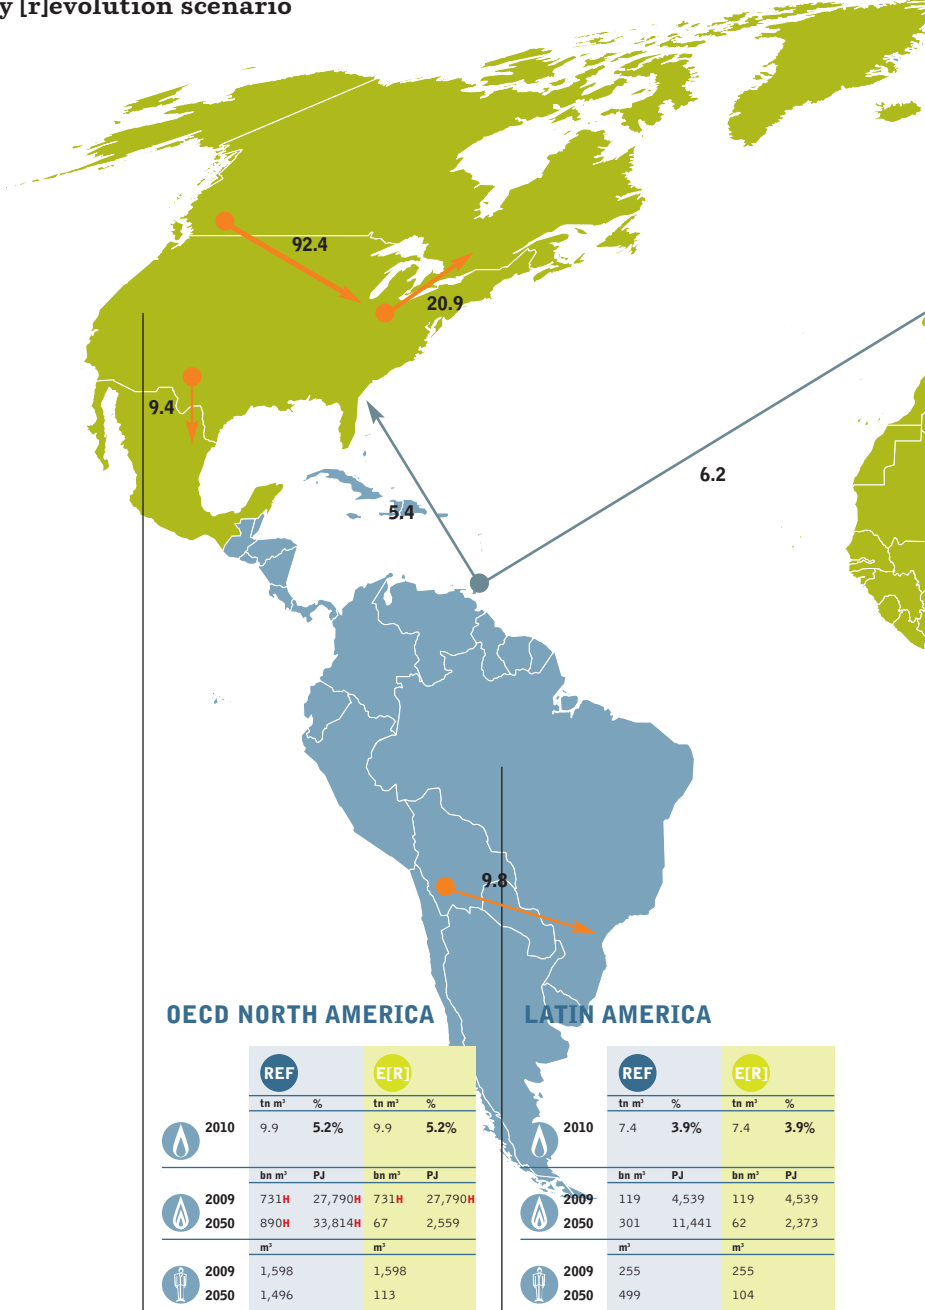 y [r]evolution scenario
92.4
20.9
9.4
6.2
5.4
9.8
OECD NORTH AMERICA
REF E[R]
tn m³ % tn m³ %
2010 9.9 5.2% 9.9 5.2%
bn m³ PJ bn m³ PJ
2009 731H 27,790H 731H 27,790H
2050 890H 33,814H 67 2,559
m³ m³
2009 1,598 1,598
2050 1,496 113
LATIN AMERICA
REF E[R]
tn m³ % tn m³ %
2010 7.4 3.9% 7.4 3.9%
bn m³ PJ bn m³ PJ
2009 119 4,539 119 4,539
2050 301 11,441 62 2,373
m³ m³
2009 255 255
2050 499 104